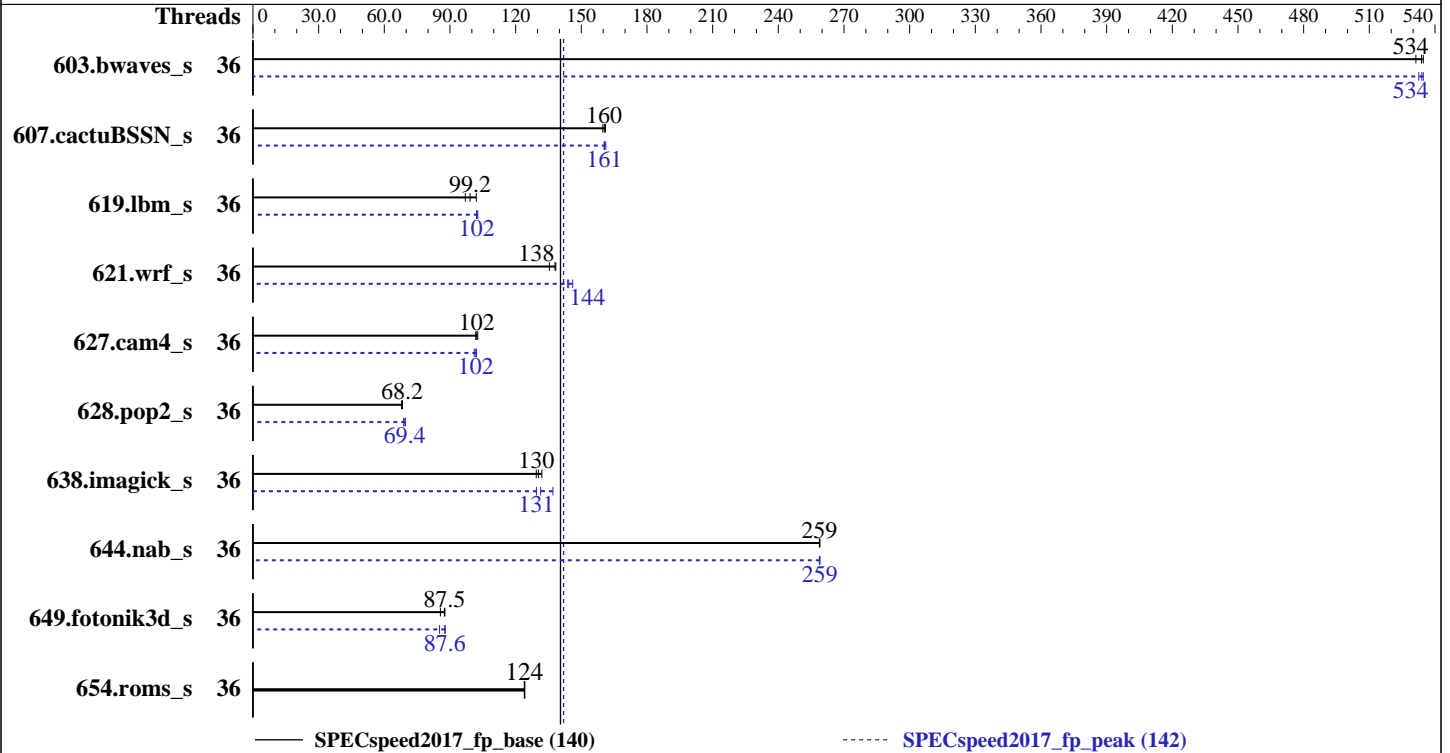 Threads 0 30.0 60.0 90.0 120 150 180 210 240 270 300 330 360 390 420 450 480 510 540
534
603.bwaves_s 36
534
160
607.cactuBSSN_s 36
161
99.2
619.lbm_s 36
102
138
621.wrf_s 36
144
102
627.cam4_s 36
102
68.2
628.pop2_s 36
69.4
130
638.imagick_s 36
131
259
644.nab_s 36
259
87.5
649.fotonik3d_s 36
87.6
124
654.roms_s 36
SPECspeed2017_fp_base (140) SPECspeed2017_fp_peak (142)